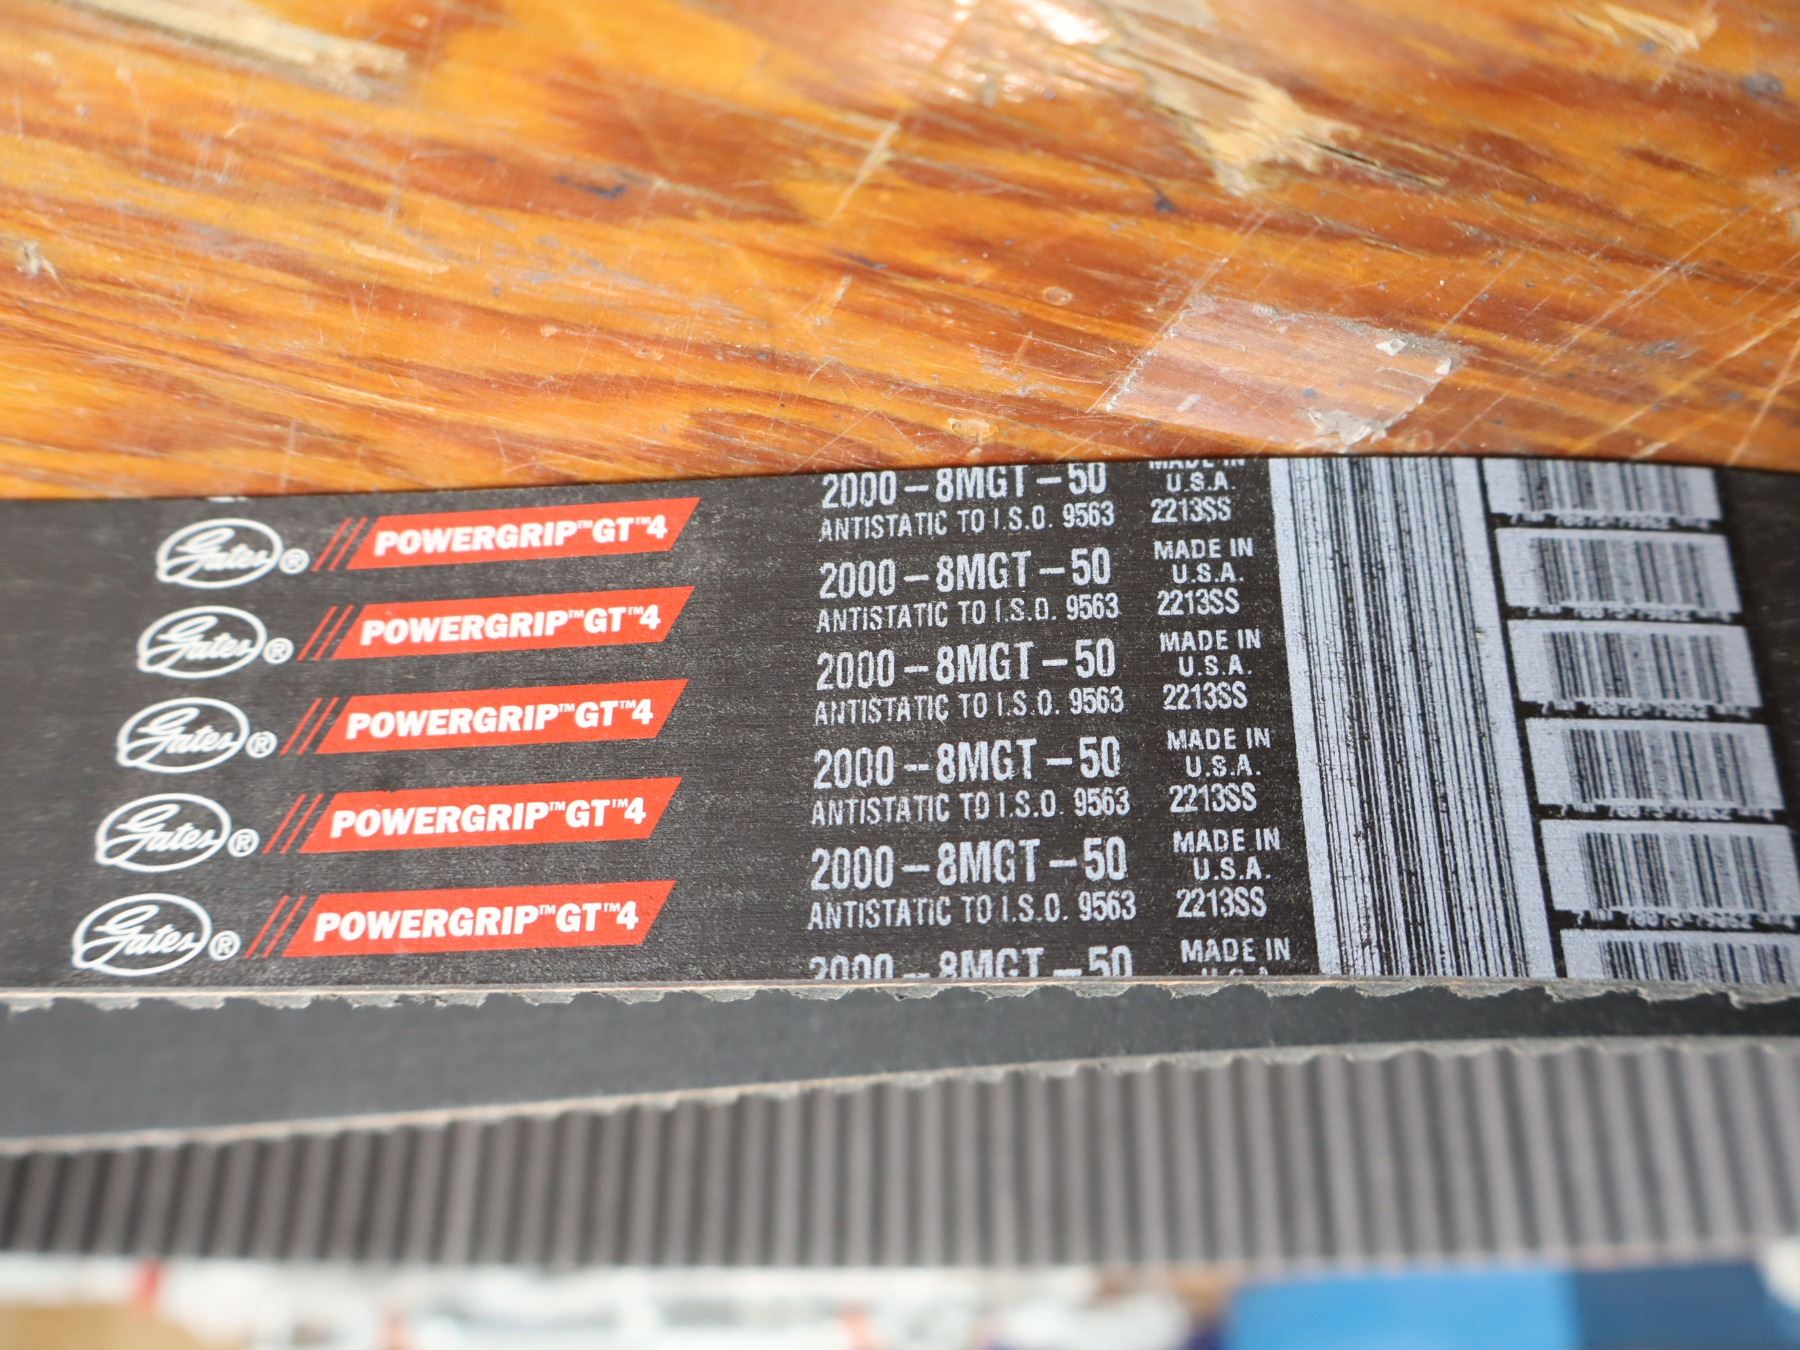 2000-8MGT-50
MADE IN
U.S.A.
ANTISTATIC TO I.S.O. 9563
2213SS
Gates® POWERGRIP™GT™4
2000-8MGT-50
MADE IN
U.S.A.
ANTISTATIC TO I.S.O. 9563
2213SS
Gates® POWERGRIP™GT™4
2000-8MGT-50
MADE IN
U.S.A.
ANTISTATIC TO I.S.O. 9563
2213SS
Gates® POWERGRIP™GT™4
2000-8MGT-50
MADE IN
U.S.A.
ANTISTATIC TO I.S.O. 9563
2213SS
Gates® POWERGRIP™GT™4
2000-8MGT-50
MADE IN
U.S.A.
ANTISTATIC TO I.S.O. 9563
2213SS
Gates® POWERGRIP™GT™4
2000-8MGT-50
MADE IN
U.S.A.